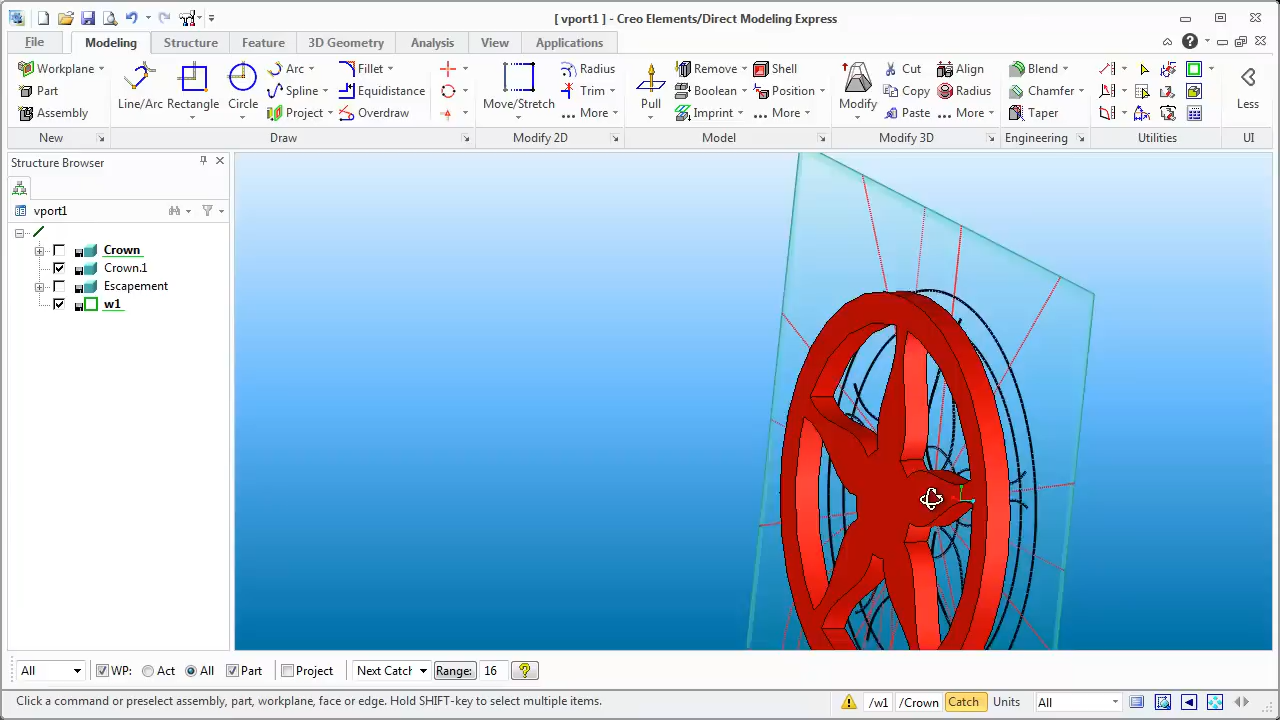 [ vport1 ] - Creo Elements/Direct Modeling Express
File Modeling Structure Feature 3D Geometry Analysis View Applications
Workplane Line/Arc Rectangle Circle Arc Fillet Move/Stretch Radius Pull Remove Shell Modify Cut Align Blend Less
Part Spline Equidistance Trim Boolean Position Copy Radius Chamfer
Assembly Project Overdraw More Imprint More Paste More Taper
New Draw Modify 2D Model Modify 3D Engineering Utilities UI
Structure Browser
vport1
Crown
Crown.1
Escapement
w1
All WP: Act All Part Project Next Catch Range: 16
Click a command or preselect assembly, part, workplane, face or edge. Hold SHIFT-key to select multiple items. /w1 /Crown Catch Units All